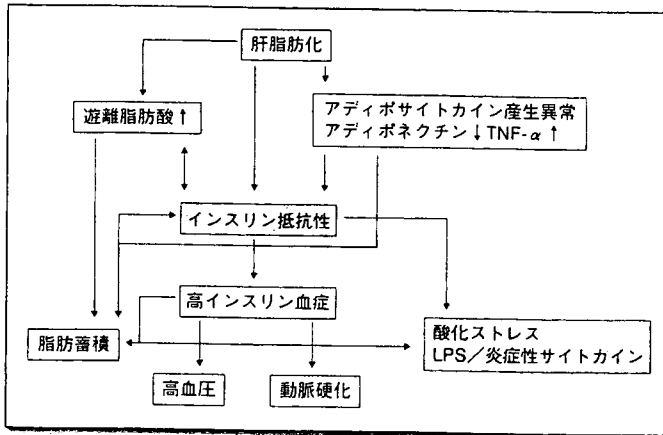 肝脂肪化
遊離脂肪酸↑
アディポサイトカイン産生異常
アディポネクチン↓TNF-α↑
インスリン抵抗性
高インスリン血症
脂肪蓄積
酸化ストレス
LPS/炎症性サイトカイン
高血圧
動脈硬化